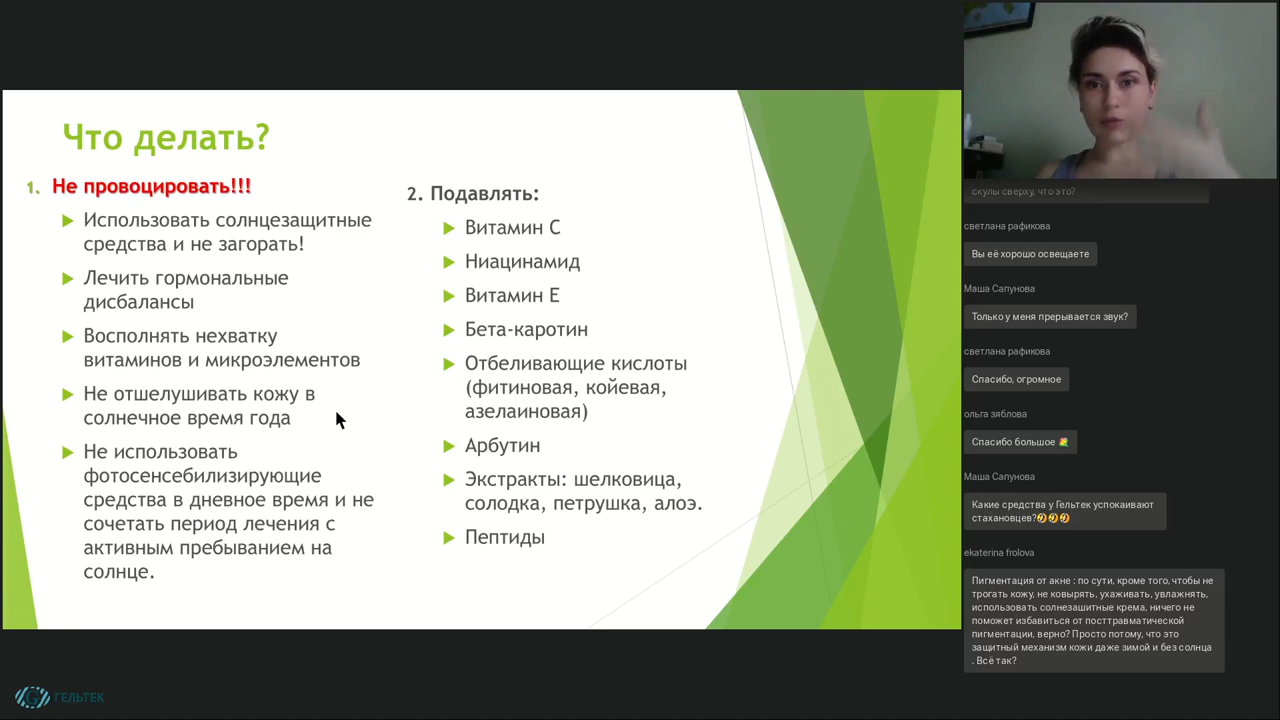 Что делать?
1. Не провоцировать!!!
Использовать солнцезащитные
средства и не загорать!
Лечить гормональные
дисбалансы
Восполнять нехватку
витаминов и микроэлементов
Не отшелушивать кожу в
солнечное время года
Не использовать
фотосенсебилизирующие
средства в дневное время и не
сочетать период лечения с
активным пребыванием на
солнце.
2. Подавлять:
Витамин С
Ниацинамид
Витамин Е
Бета-каротин
Отбеливающие кислоты
(фитиновая, койевая,
азелаиновая)
Арбутин
Экстракты: шелковица,
солодка, петрушка, алоэ.
Пептиды
ГЕЛЬТЕК
скулы сверху, что это?
светлана рафикова
Вы её хорошо освещаете
Маша Сапунова
Только у меня прерывается звук?
светлана рафикова
Спасибо, огромное
ольга зяблова
Спасибо большое 💐
Маша Сапунова
Какие средства у Гельтек успокаивают
стахановцев?🤣🤣🤣
ekaterina frolova
Пигментация от акне : по сути, кроме того, чтобы не
трогать кожу, не ковырять, ухаживать, увлажнять,
использовать солнезашитные крема, ничего не
поможет избавиться от посттравматической
пигментации, верно? Просто потому, что это
защитный механизм кожи даже зимой и без солнца
. Всё так?